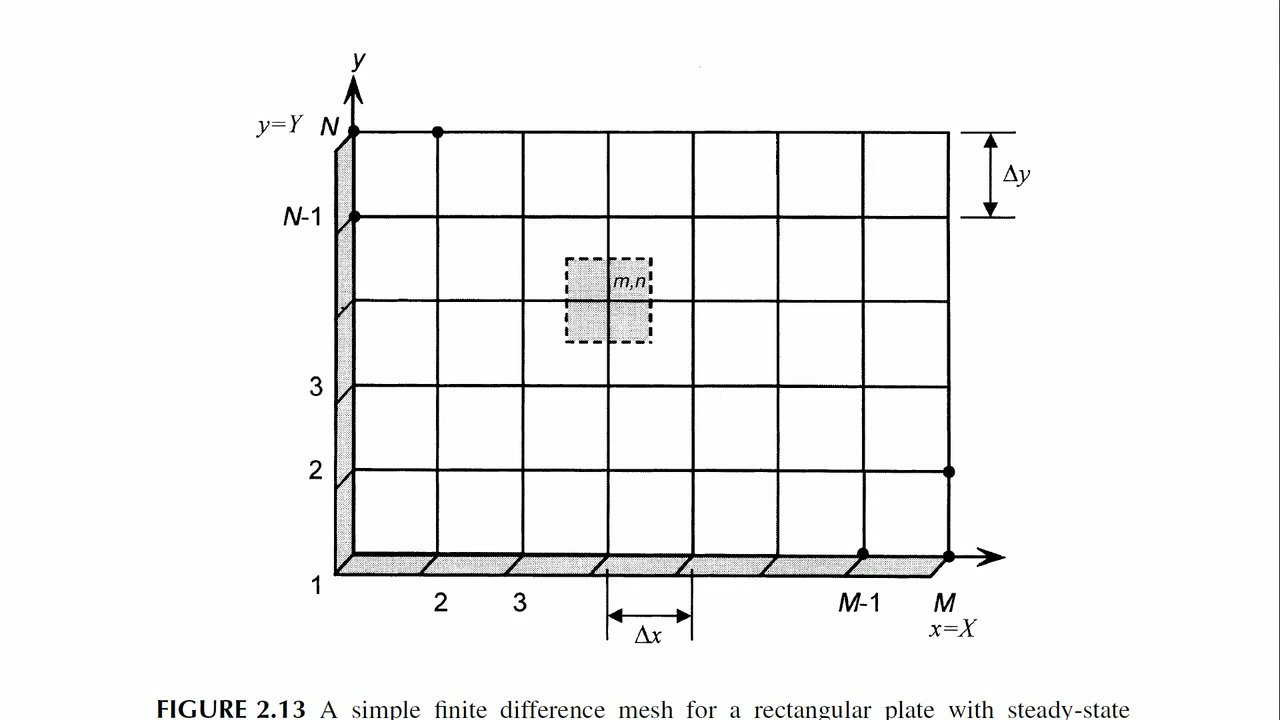 y
y=Y N
Δy
N-1
m,n
3
2
1
2 3 M-1 M
Δx x=X
FIGURE 2.13 A simple finite difference mesh for a rectangular plate with steady-state